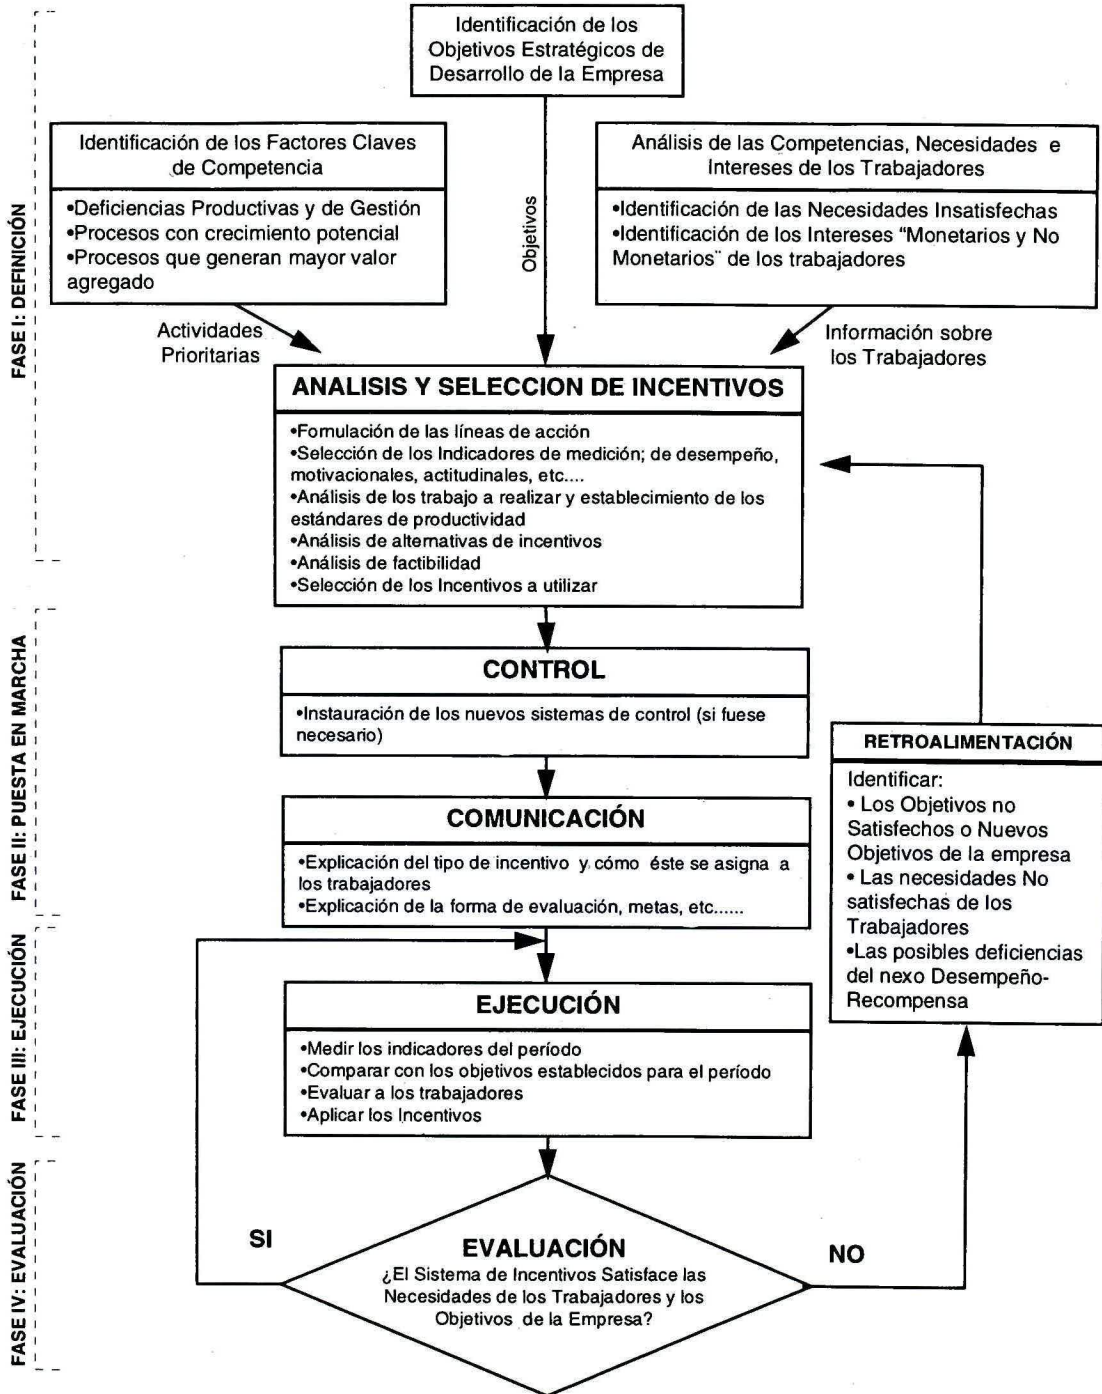 Identificación de los
Objetivos Estratégicos de
Desarrollo de la Empresa
Identificación de los Factores Claves
de Competencia
•Deficiencias Productivas y de Gestión
•Procesos con crecimiento potencial
•Procesos que generan mayor valor
agregado
Objetivos
Análisis de las Competencias, Necesidades e
Intereses de los Trabajadores
•Identificación de las Necesidades Insatisfechas
•Identificación de los Intereses "Monetarios y No
Monetarios" de los trabajadores
FASE I: DEFINICIÓN
Actividades
Prioritarias
Información sobre
los Trabajadores
ANALISIS Y SELECCION DE INCENTIVOS
•Formulación de las líneas de acción
•Selección de los Indicadores de medición; de desempeño,
motivacionales, actitudinales, etc....
•Análisis de los trabajo a realizar y establecimiento de los
estándares de productividad
•Análisis de alternativas de incentivos
•Análisis de factibilidad
•Selección de los Incentivos a utilizar
FASE II: PUESTA EN MARCHA
CONTROL
•Instauración de los nuevos sistemas de control (si fuese
necesario)
COMUNICACIÓN
•Explicación del tipo de incentivo y cómo éste se asigna a
los trabajadores
•Explicación de la forma de evaluación, metas, etc......
RETROALIMENTACIÓN
Identificar:
• Los Objetivos no
Satisfechos o Nuevos
Objetivos de la empresa
• Las necesidades No
satisfechas de los
Trabajadores
•Las posibles deficiencias
del nexo Desempeño-
Recompensa
FASE III: EJECUCIÓN
EJECUCIÓN
•Medir los indicadores del período
•Comparar con los objetivos establecidos para el período
•Evaluar a los trabajadores
•Aplicar los Incentivos
FASE IV: EVALUACIÓN
SI
EVALUACIÓN
¿El Sistema de Incentivos Satisface las
Necesidades de los Trabajadores y los
Objetivos de la Empresa?
NO